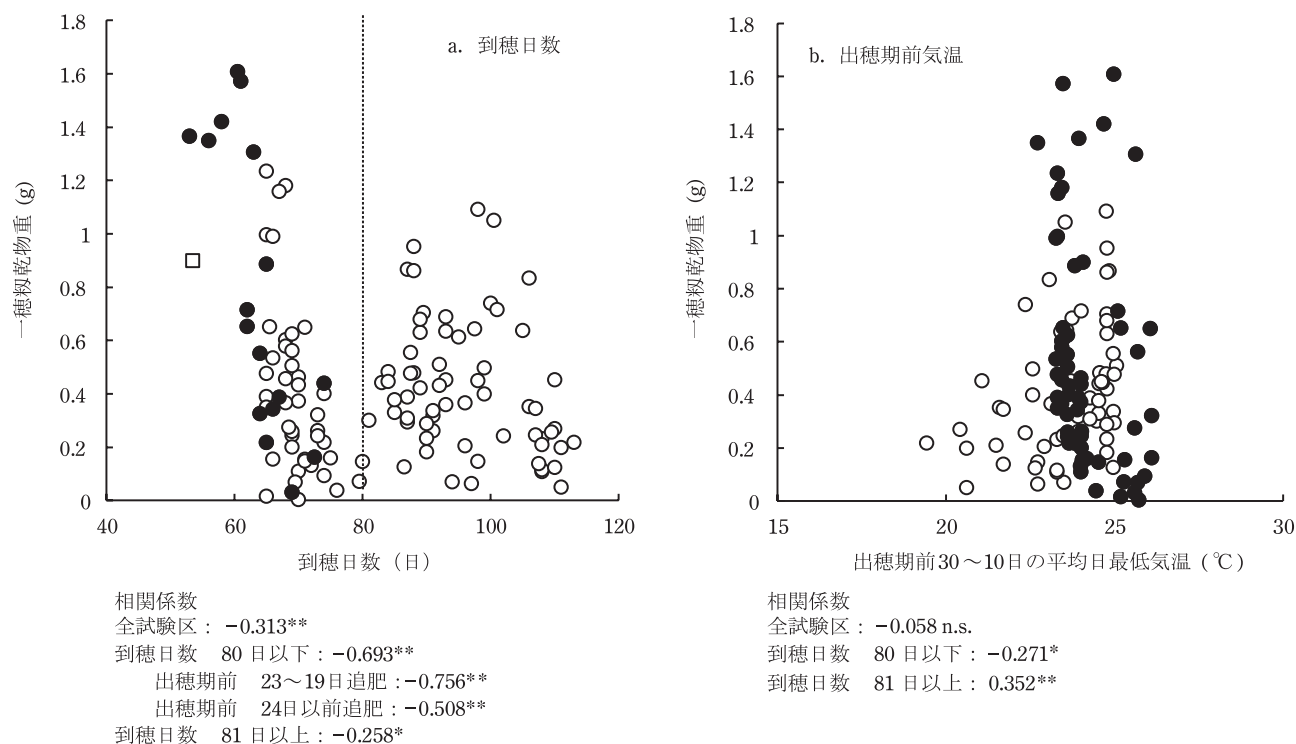 a. 到穂日数
1.8
1.6
1.4
1.2
1
0.8
0.6
0.4
0.2
0
一穂籾乾物重 (g)
40
60
80
100
120
到穂日数（日）
相関係数
全試験区： −0.313**
到穂日数　80 日以下：−0.693**
出穂期前　23〜19日追肥：−0.756**
出穂期前　24日以前追肥：−0.508**
到穂日数　81 日以上：−0.258*
b. 出穂期前気温
1.8
1.6
1.4
1.2
1
0.8
0.6
0.4
0.2
0
一穂籾乾物重 (g)
15
20
25
30
出穂期前30〜10日の平均日最低気温 (℃)
相関係数
全試験区：−0.058 n.s.
到穂日数　80 日以下：−0.271*
到穂日数　81 日以上：0.352**